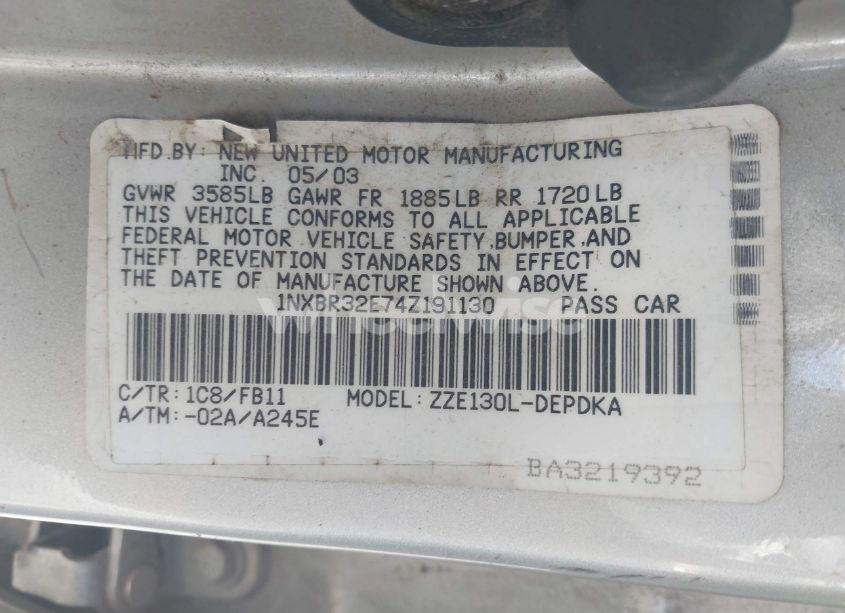 MFD.BY: NEW UNITED MOTOR MANUFACTURING
INC. 05/03
GVWR 3585LB GAWR FR 1885LB RR 1720LB
THIS VEHICLE CONFORMS TO ALL APPLICABLE
FEDERAL MOTOR VEHICLE SAFETY,BUMPER,AND
THEFT PREVENTION STANDARDS IN EFFECT ON
THE DATE OF MANUFACTURE SHOWN ABOVE.
1NXBR32E74Z191130 PASS CAR
wheelwise
C/TR:1C8/FB11 MODEL:ZZE130L-DEPDKA
A/TM:-02A/A245E
BA3219392